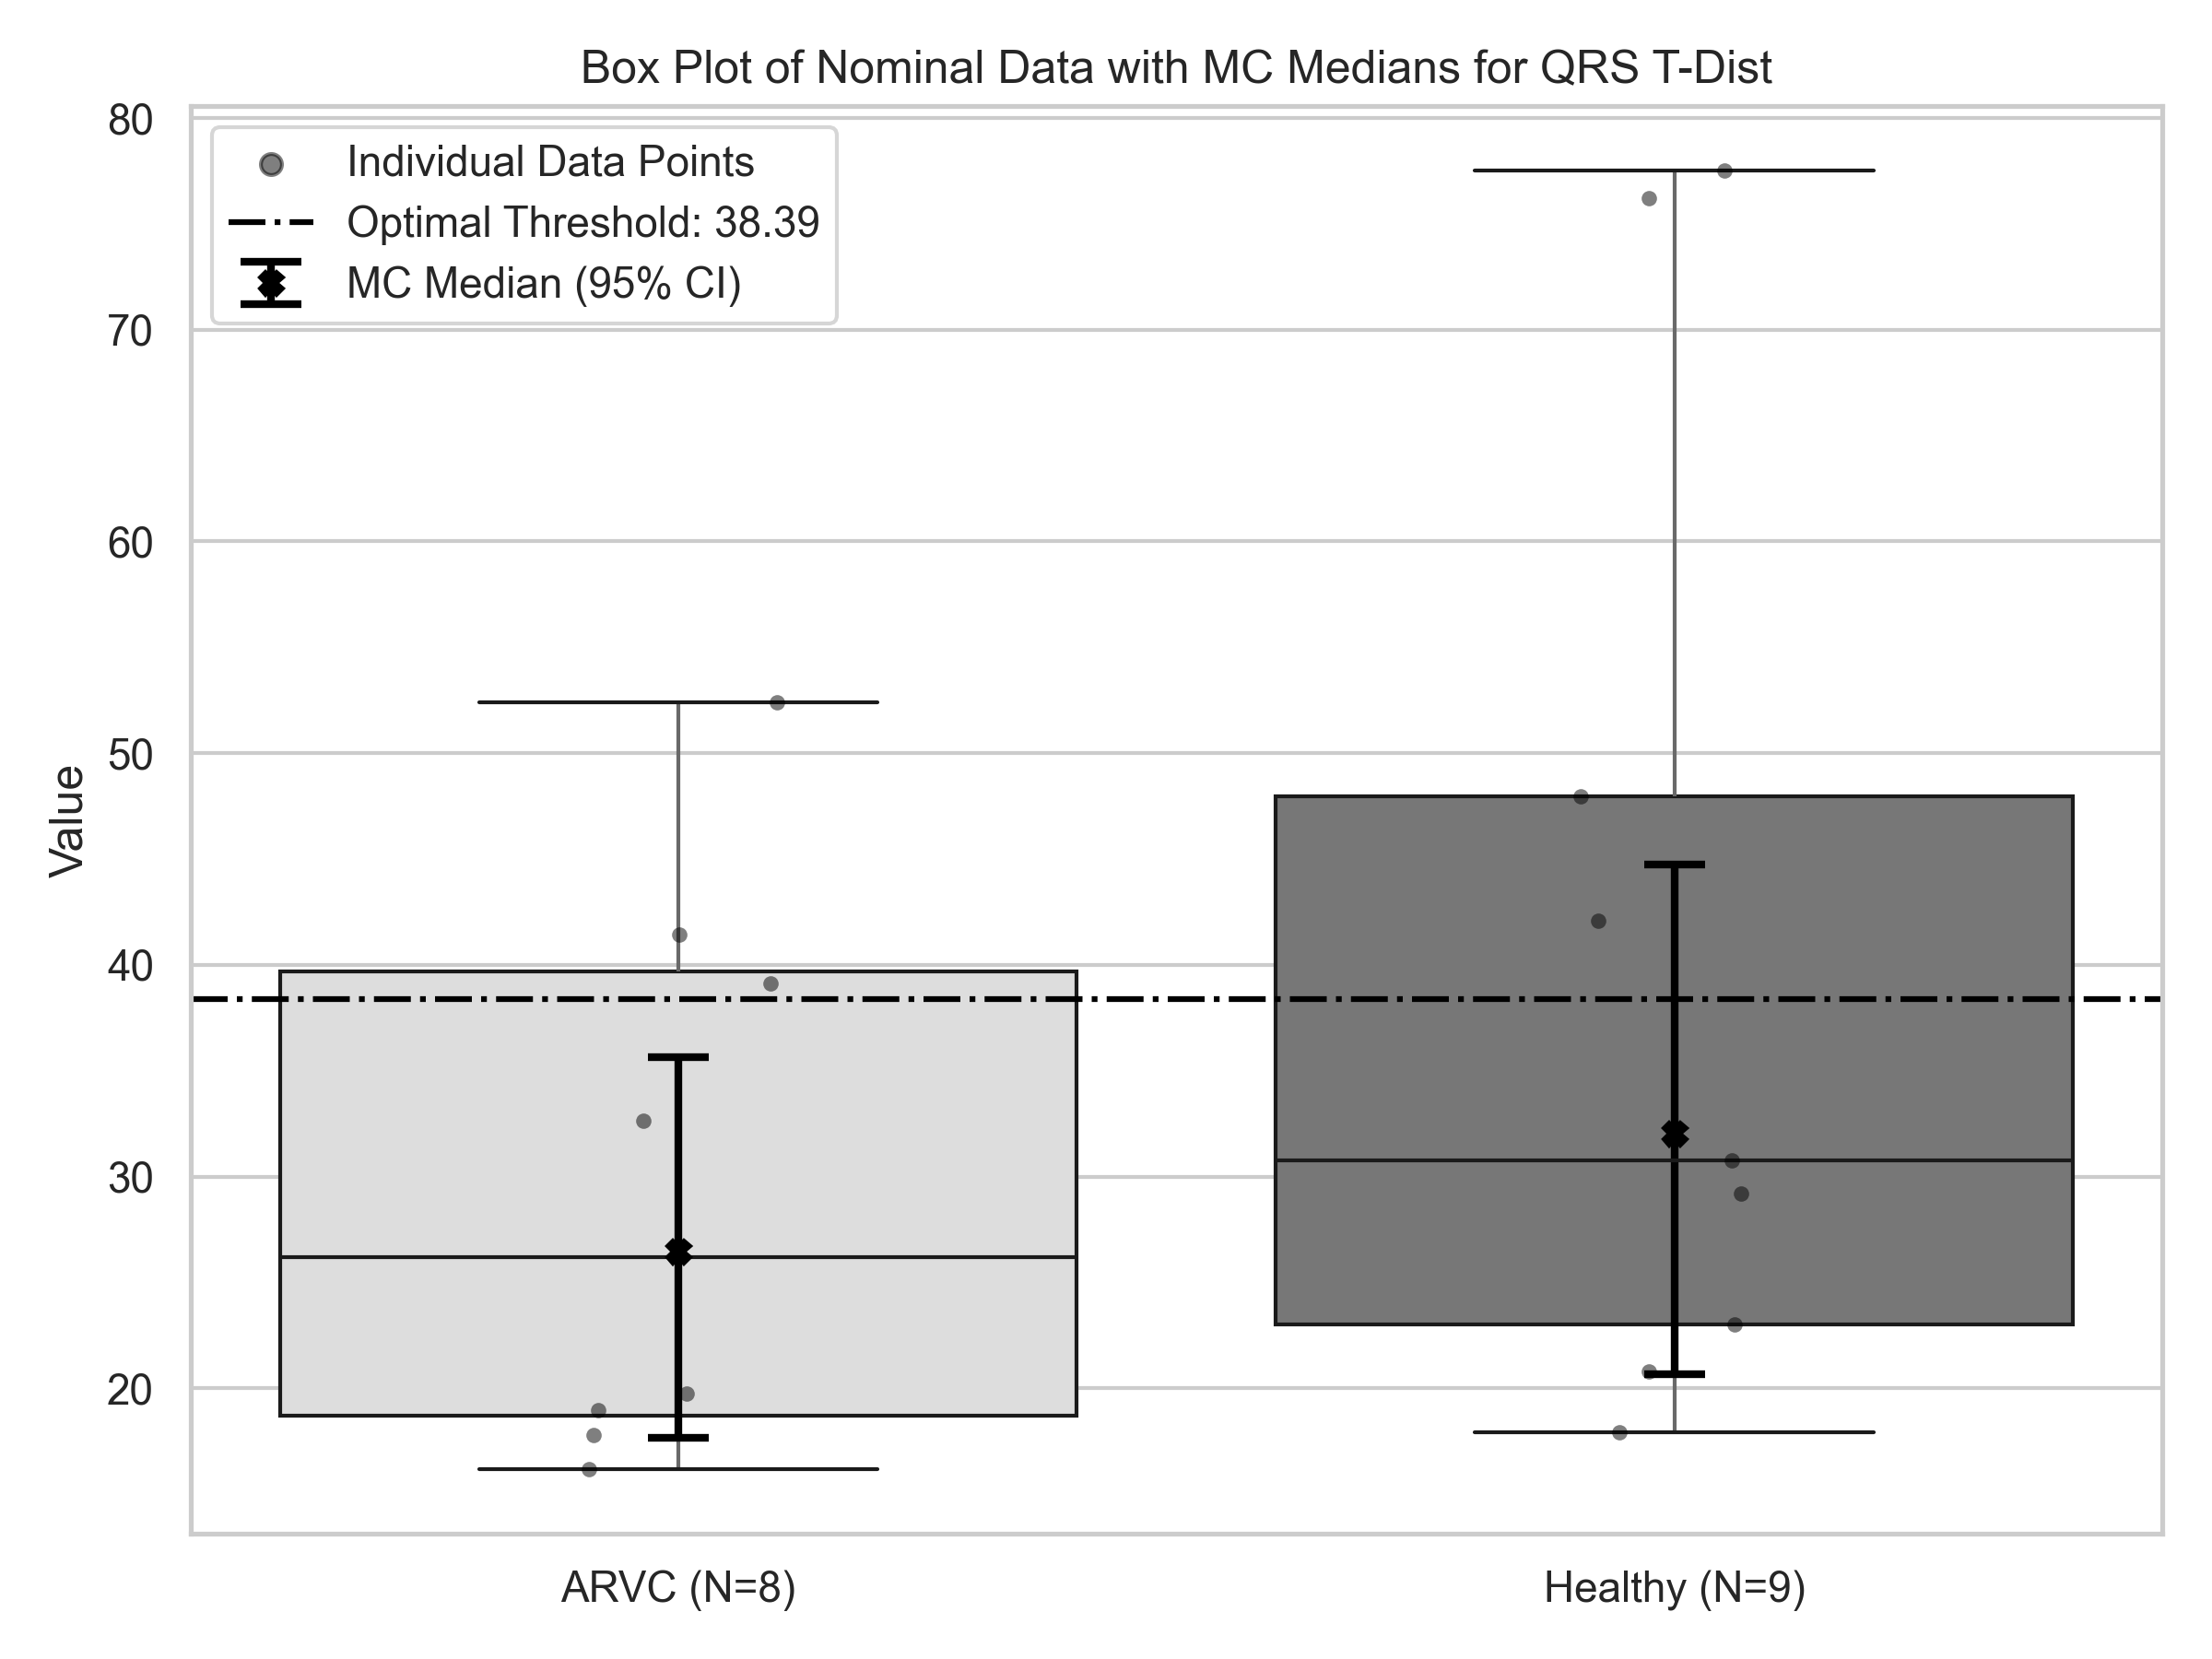 Box Plot of Nominal Data with MC Medians for QRS T-Dist
80
70
60
50
40
30
20
Value
Individual Data Points
Optimal Threshold: 38.39
MC Median (95% CI)
ARVC (N=8)
Healthy (N=9)